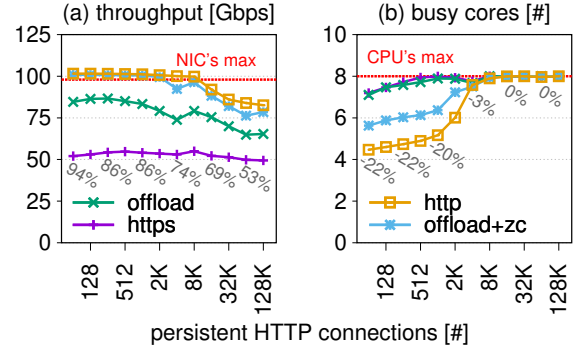 (a) throughput [Gbps]
(b) busy cores [#]
125
100
75
50
25
0
NIC's max
94%
86%
86%
74%
69%
53%
offload
https
128
512
2K
8K
32K
128K
8
6
4
2
0
CPU's max
-22%
-22%
-20%
-3%
0%
0%
http
offload+zc
128
512
2K
8K
32K
128K
persistent HTTP connections [#]